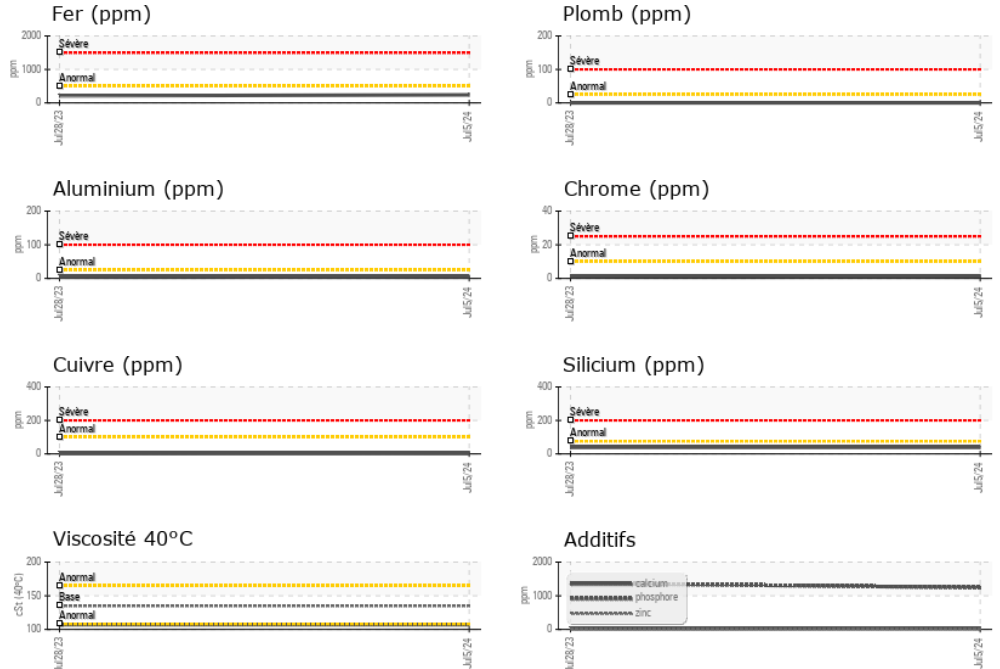 Fer (ppm)
2000
Sévère
ppm
1000
Anormal
0
Jul28/23
Jul5/24
Plomb (ppm)
200
Sévère
ppm
100
Anormal
0
Jul28/23
Jul5/24
Aluminium (ppm)
200
Sévère
ppm
100
Anormal
0
Jul28/23
Jul5/24
Chrome (ppm)
40
Sévère
ppm
20
Anormal
0
Jul28/23
Jul5/24
Cuivre (ppm)
400
Sévère
ppm
200
Anormal
0
Jul28/23
Jul5/24
Silicium (ppm)
400
Sévère
ppm
200
Anormal
0
Jul28/23
Jul5/24
Viscosité 40°C
200
Anormal
cSt (40°C)
150
Base
Anormal
100
Jul28/23
Jul5/24
Additifs
2000
calcium
ppm
1000
phosphore
zinc
0
Jul28/23
Jul5/24